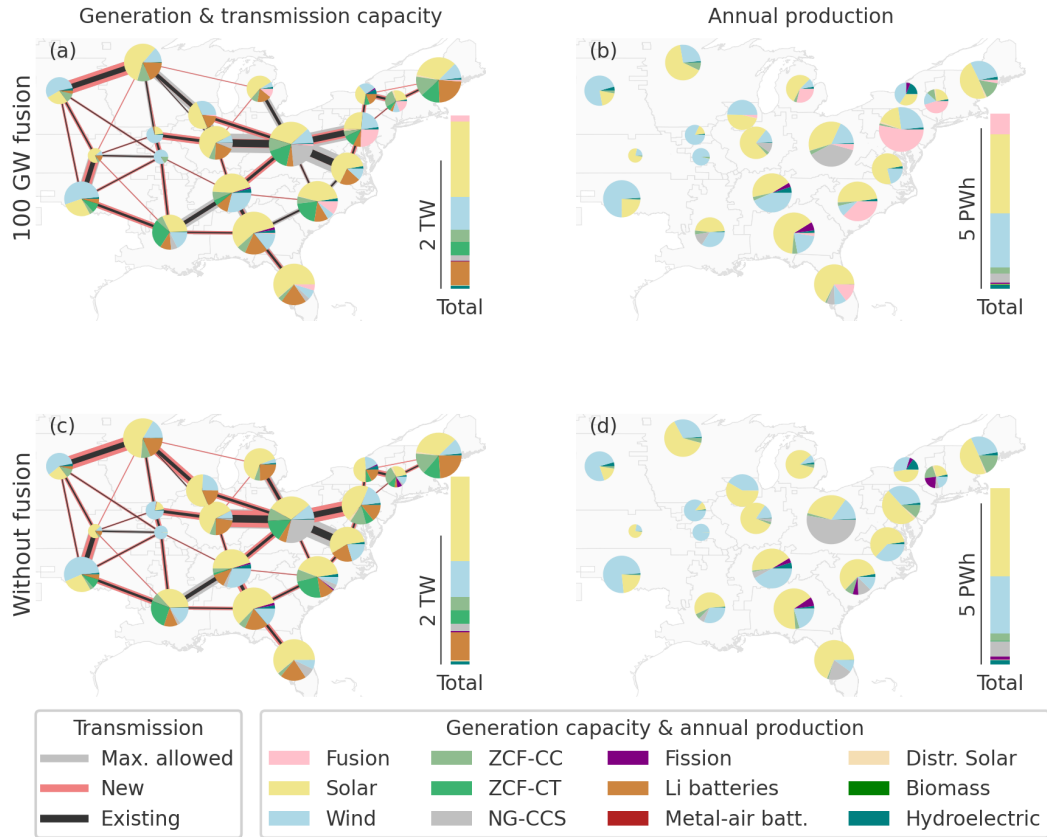 Generation & transmission capacity
Annual production
100 GW fusion
(a)
2 TW
Total
(b)
5 PWh
Total
Without fusion
(c)
2 TW
Total
(d)
5 PWh
Total
Transmission
Max. allowed
New
Existing
Generation capacity & annual production
Fusion
Solar
Wind
ZCF-CC
ZCF-CT
NG-CCS
Fission
Li batteries
Metal-air batt.
Distr. Solar
Biomass
Hydroelectric